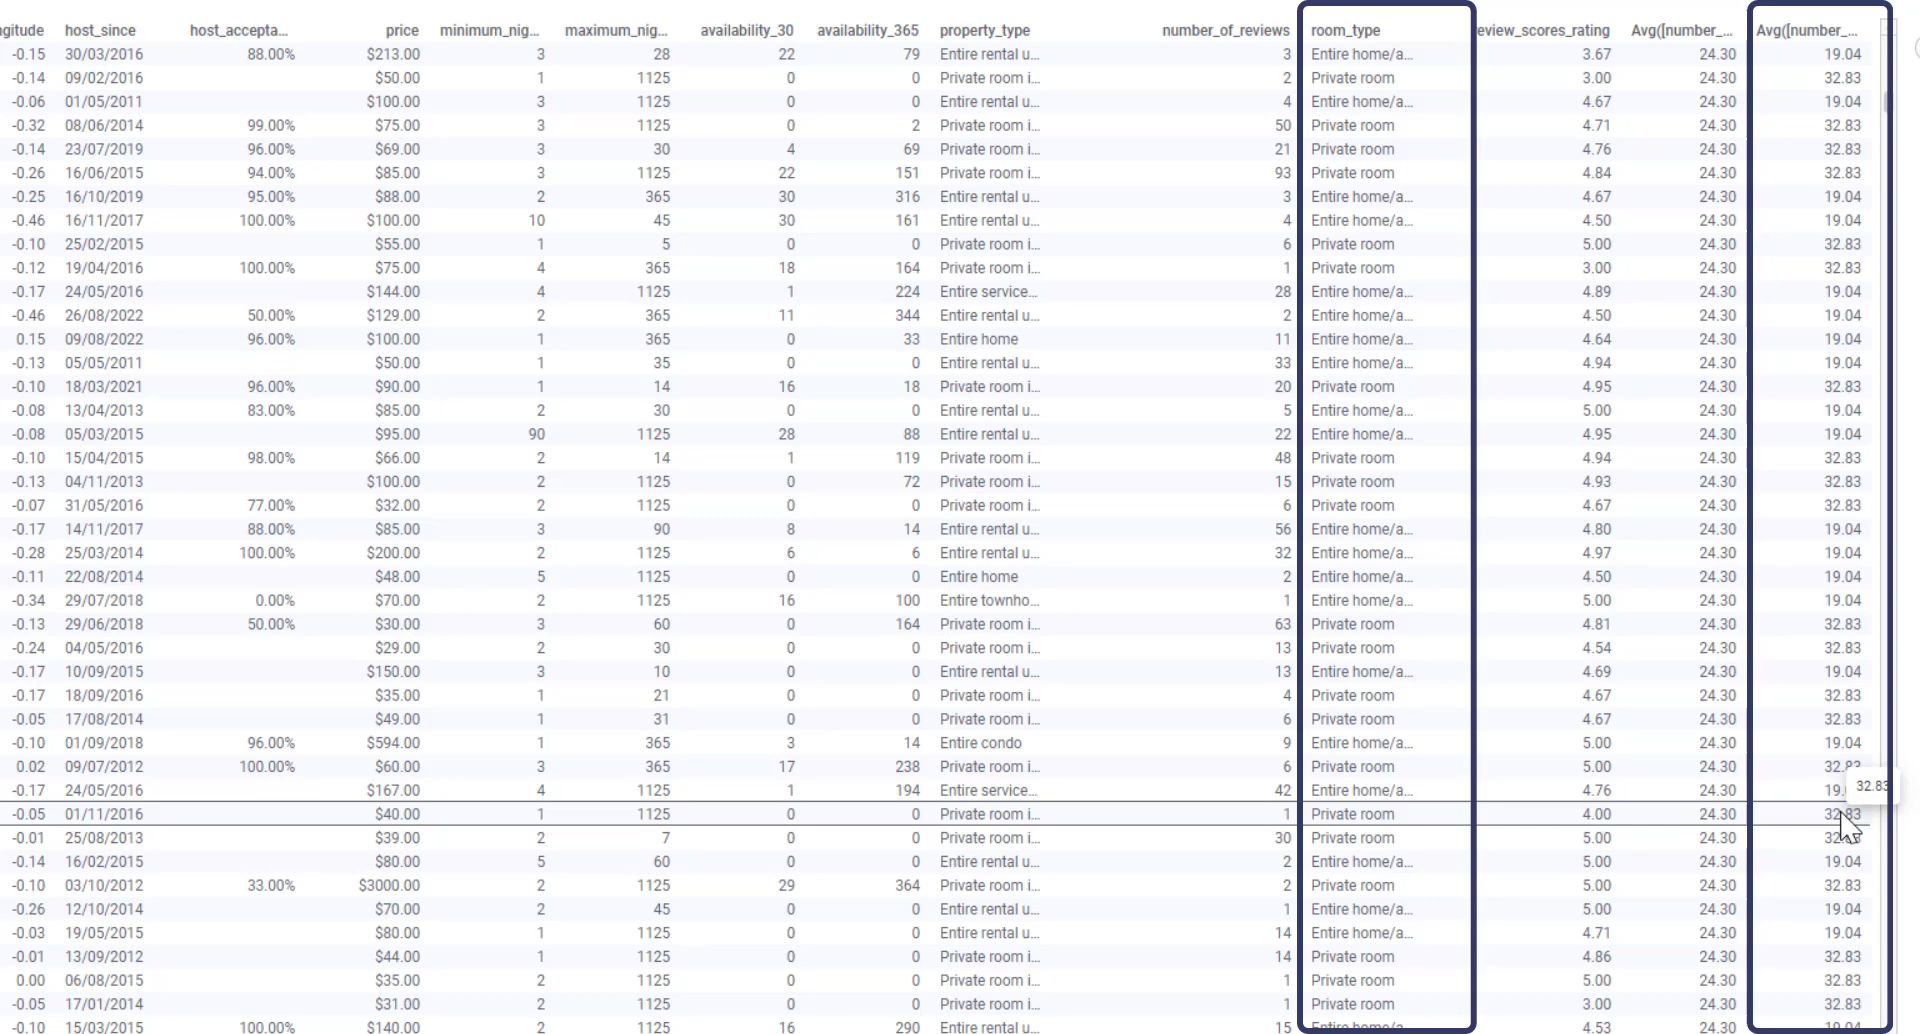 gitude host_since host_accepta... price minimum_nig... maximum_nig... availability_30 availability_365 property_type number_of_reviews room_type eview_scores_rating Avg([number_... Avg([number_...
-0.15 30/03/2016 88.00% $213.00 3 28 22 79 Entire rental u... 3 Entire home/a... 3.67 24.30 19.04
-0.14 09/02/2016 $50.00 1 1125 0 0 Private room i... 2 Private room 3.00 24.30 32.83
-0.06 01/05/2011 $100.00 3 1125 0 0 Entire rental u... 4 Entire home/a... 4.67 24.30 19.04
-0.32 08/06/2014 99.00% $75.00 3 1125 0 2 Private room i... 50 Private room 4.71 24.30 32.83
-0.14 23/07/2019 96.00% $69.00 3 30 4 69 Private room i... 21 Private room 4.76 24.30 32.83
-0.26 16/06/2015 94.00% $85.00 3 1125 22 151 Private room i... 93 Private room 4.84 24.30 32.83
-0.25 16/10/2019 95.00% $88.00 2 365 30 316 Entire rental u... 3 Entire home/a... 4.67 24.30 19.04
-0.46 16/11/2017 100.00% $100.00 10 45 30 161 Entire rental u... 4 Entire home/a... 4.50 24.30 19.04
-0.10 25/02/2015 $55.00 1 5 0 0 Private room i... 6 Private room 5.00 24.30 32.83
-0.12 19/04/2016 100.00% $75.00 4 365 18 164 Private room i... 1 Private room 3.00 24.30 32.83
-0.17 24/05/2016 $144.00 4 1125 1 224 Entire service... 28 Entire home/a... 4.89 24.30 19.04
-0.46 26/08/2022 50.00% $129.00 2 365 11 344 Entire rental u... 2 Entire home/a... 4.50 24.30 19.04
0.15 09/08/2022 96.00% $100.00 1 365 0 33 Entire home 11 Entire home/a... 4.64 24.30 19.04
-0.13 05/05/2011 $50.00 1 35 0 0 Entire rental u... 33 Entire home/a... 4.94 24.30 19.04
-0.10 18/03/2021 96.00% $90.00 1 14 16 18 Private room i... 20 Private room 4.95 24.30 32.83
-0.08 13/04/2013 83.00% $85.00 2 30 0 0 Entire rental u... 5 Entire home/a... 5.00 24.30 19.04
-0.08 05/03/2015 $95.00 90 1125 28 88 Entire rental u... 22 Entire home/a... 4.95 24.30 19.04
-0.10 15/04/2015 98.00% $66.00 2 14 1 119 Private room i... 48 Private room 4.94 24.30 32.83
-0.13 04/11/2013 $100.00 2 1125 0 72 Private room i... 15 Private room 4.93 24.30 32.83
-0.07 31/05/2016 77.00% $32.00 2 1125 0 0 Private room i... 6 Private room 4.67 24.30 32.83
-0.17 14/11/2017 88.00% $85.00 3 90 8 14 Entire rental u... 56 Entire home/a... 4.80 24.30 19.04
-0.28 25/03/2014 100.00% $200.00 2 1125 6 6 Entire rental u... 32 Entire home/a... 4.97 24.30 19.04
-0.11 22/08/2014 $48.00 5 1125 0 0 Entire home 2 Entire home/a... 4.50 24.30 19.04
-0.34 29/07/2018 0.00% $70.00 2 1125 16 100 Entire townho... 1 Entire home/a... 5.00 24.30 19.04
-0.13 29/06/2018 50.00% $30.00 3 60 0 164 Private room i... 63 Private room 4.81 24.30 32.83
-0.24 04/05/2016 $29.00 2 30 0 0 Private room i... 13 Private room 4.54 24.30 32.83
-0.17 10/09/2015 $150.00 3 10 0 0 Entire rental u... 13 Entire home/a... 4.69 24.30 19.04
-0.17 18/09/2016 $35.00 1 21 0 0 Private room i... 4 Private room 4.67 24.30 32.83
-0.05 17/08/2014 $49.00 1 31 0 0 Private room i... 6 Private room 4.67 24.30 32.83
-0.10 01/09/2018 96.00% $594.00 1 365 3 14 Entire condo 9 Entire home/a... 5.00 24.30 19.04
0.02 09/07/2012 100.00% $60.00 3 365 17 238 Private room i... 6 Private room 5.00 24.30 32.83
-0.17 24/05/2016 $167.00 4 1125 1 194 Entire service... 42 Entire home/a... 4.76 24.30 19. 32.83
-0.05 01/11/2016 $40.00 1 1125 0 0 Private room i... 1 Private room 4.00 24.30 32.83
-0.01 25/08/2013 $39.00 2 7 0 0 Private room i... 30 Private room 5.00 24.30 32.83
-0.14 16/02/2015 $80.00 5 60 0 0 Entire rental u... 2 Entire home/a... 5.00 24.30 19.04
-0.10 03/10/2012 33.00% $3000.00 2 1125 29 364 Private room i... 2 Private room 5.00 24.30 32.83
-0.26 12/10/2014 $70.00 2 45 0 0 Entire rental u... 1 Entire home/a... 5.00 24.30 19.04
-0.03 19/05/2015 $80.00 1 1125 0 0 Entire rental u... 14 Entire home/a... 4.71 24.30 19.04
-0.01 13/09/2012 $44.00 1 1125 0 0 Private room i... 14 Private room 4.86 24.30 32.83
0.00 06/08/2015 $35.00 2 1125 0 0 Private room i... 1 Private room 5.00 24.30 32.83
-0.05 17/01/2014 $31.00 2 1125 0 0 Private room i... 1 Private room 3.00 24.30 32.83
-0.10 15/03/2015 100.00% $140.00 2 1125 16 290 Entire rental u... 15 Entire home/a... 4.53 24.30 19.04